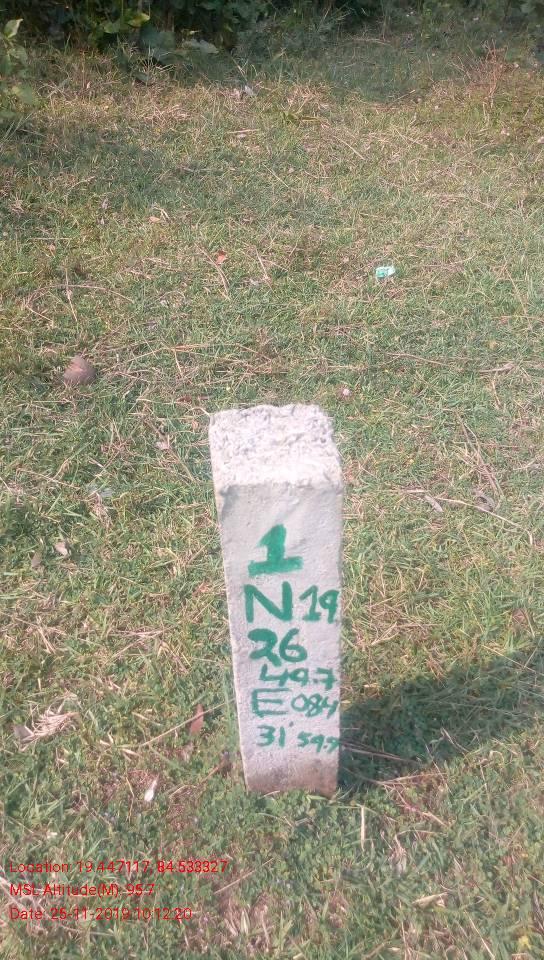 1
N 19
26
49.7
E 084
31' 59.9
Location: 19.447117, 84.533327
MSL Altitude(M): 95.7
Date: 25-11-2019 10:12:20